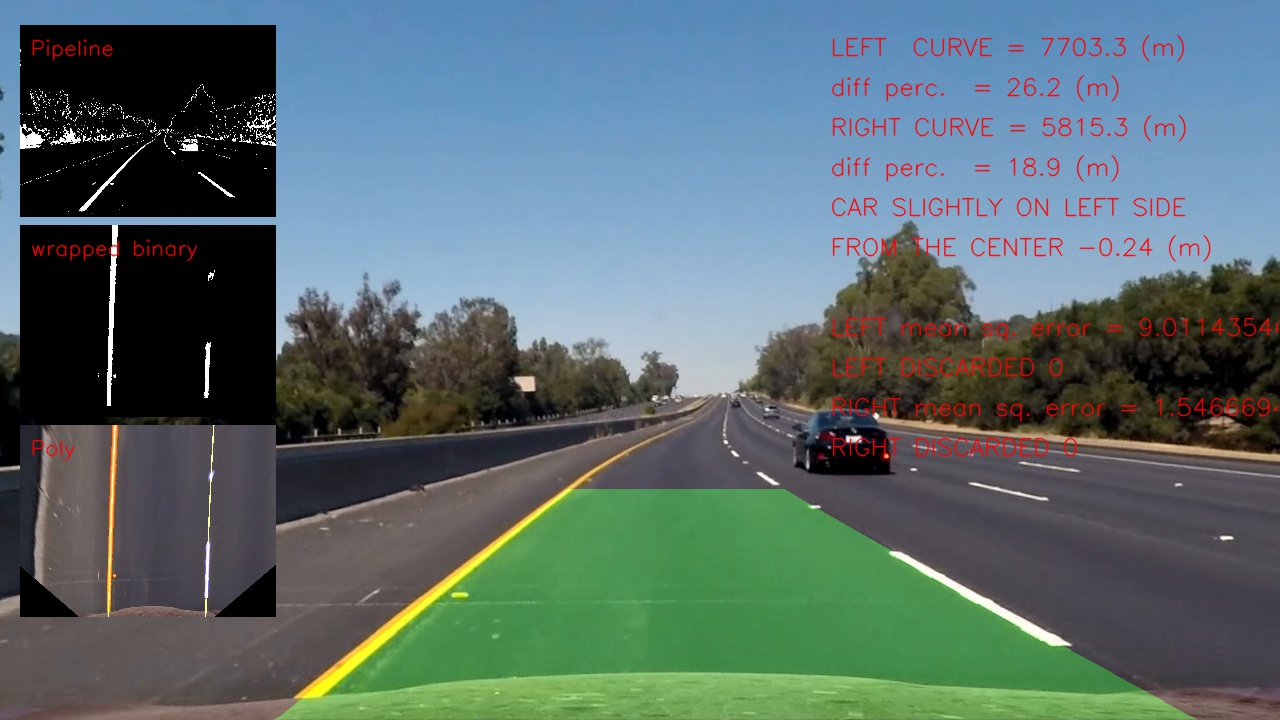 Pipeline
wrapped binary
Poly
LEFT CURVE = 7703.3 (m)
diff perc. = 26.2 (m)
RIGHT CURVE = 5815.3 (m)
diff perc. = 18.9 (m)
CAR SLIGHTLY ON LEFT SIDE
FROM THE CENTER -0.24 (m)
LEFT mean sq. error = 9.0114354
LEFT DISCARDED 0
RIGHT mean sq. error = 1.546669
RIGHT DISCARDED 0